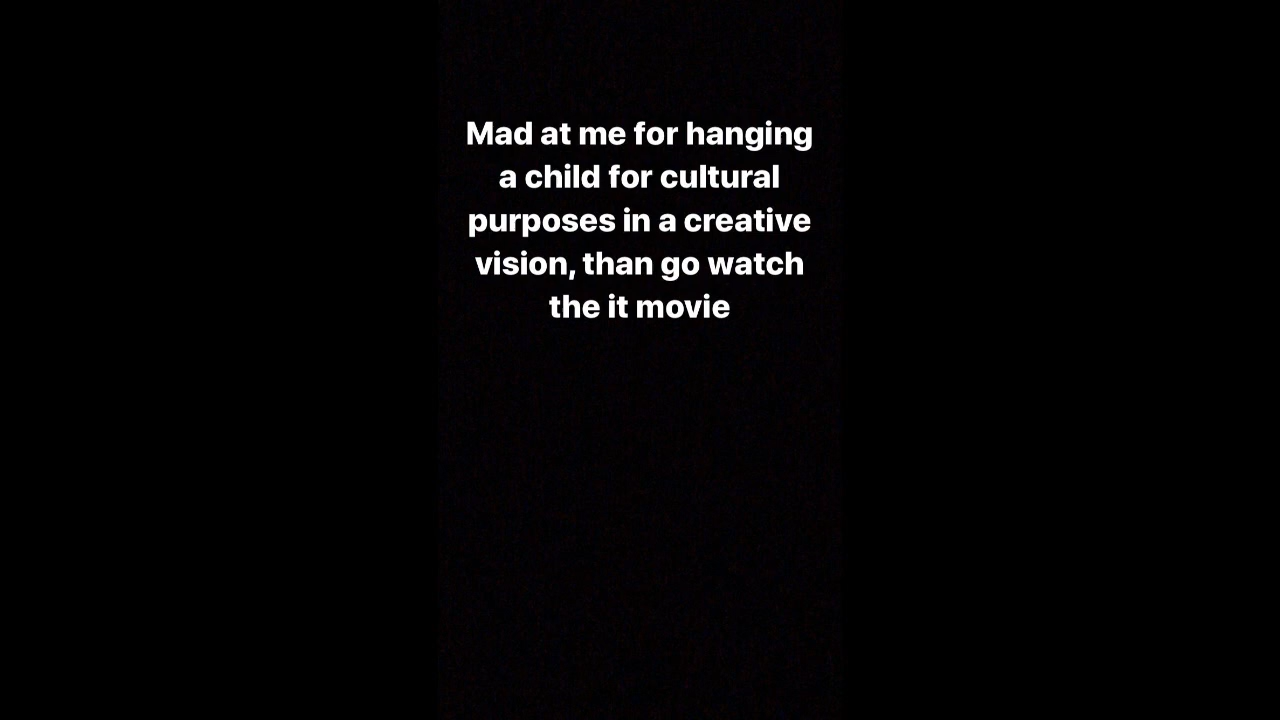 Mad at me for hanging
a child for cultural
purposes in a creative
vision, than go watch
the it movie